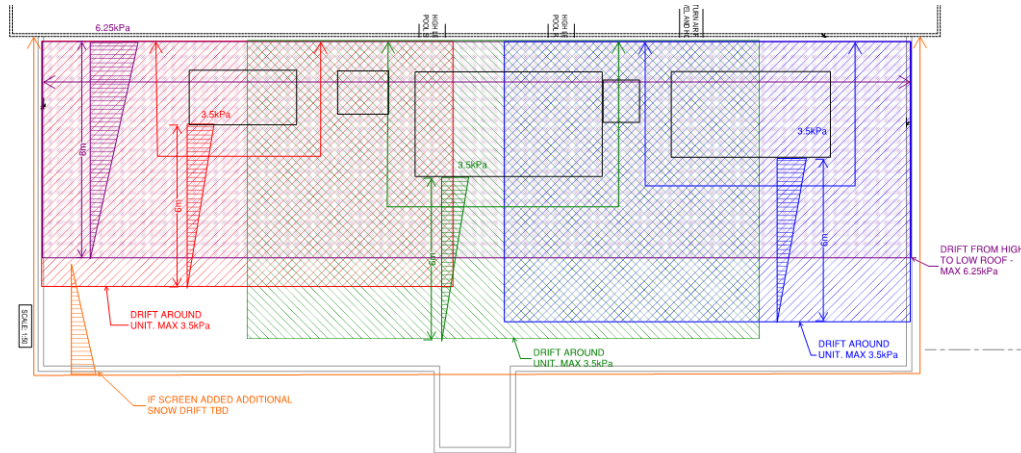 6.25kPa
3.5kPa
3.5kPa
3.5kPa
8m
6m
6m
6m
DRIFT FROM HIGH
TO LOW ROOF -
MAX 6.25kPa
DRIFT AROUND
UNIT. MAX 3.5kPa
DRIFT AROUND
UNIT. MAX 3.5kPa
DRIFT AROUND
UNIT. MAX 3.5kPa
SCALE: 1:50
IF SCREEN ADDED ADDITIONAL
SNOW DRIFT TBD